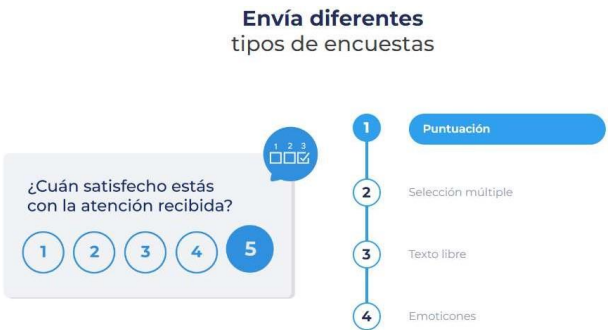 Envía diferentes
tipos de encuestas
1 2 3
¿Cuán satisfecho estás
con la atención recibida?
1 2 3 4 5
1 Puntuación
2 Selección múltiple
3 Texto libre
4 Emoticones